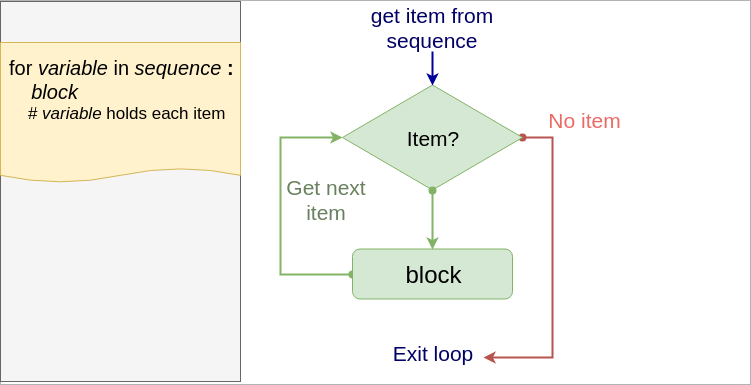 for variable in sequence :
block
# variable holds each item
get item from
sequence
Item?
No item
Get next
item
block
Exit loop